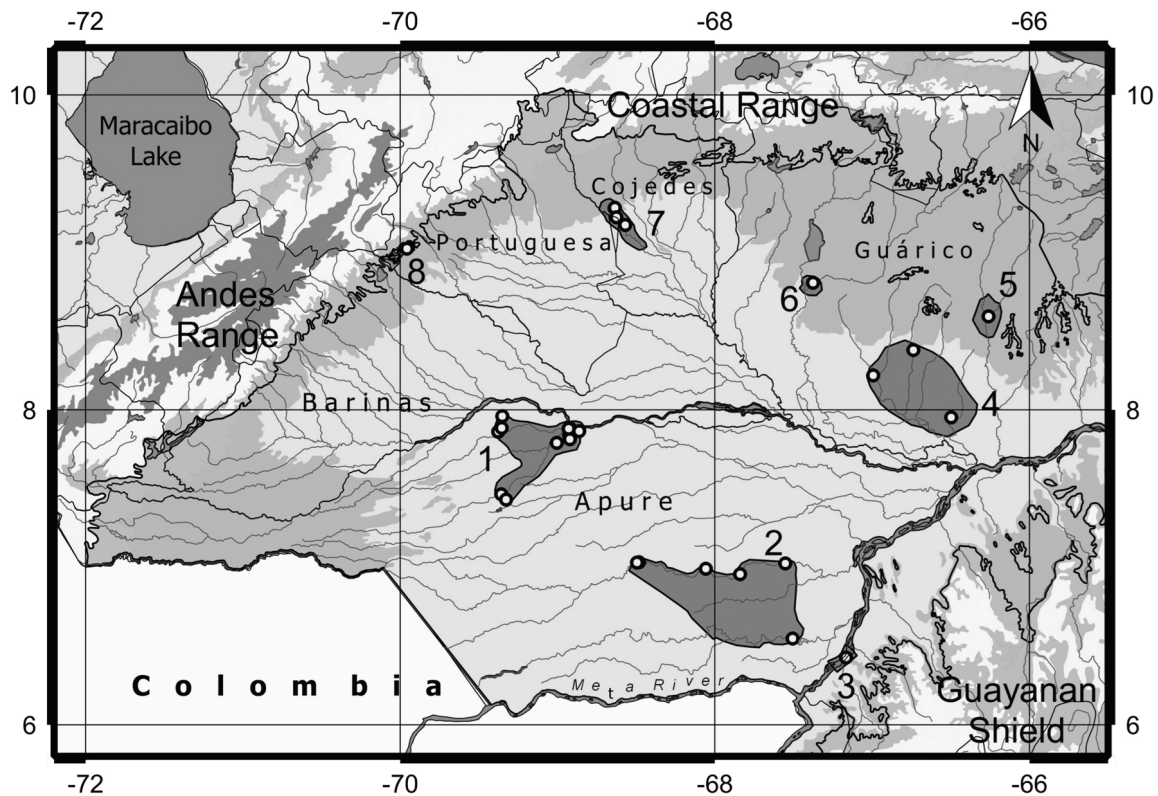 -72 -70 -68 -66
10 10
Coastal Range
Maracaibo
Lake
N
Cojedes
7
Portuguesa
Guárico
8
5
6
Andes
Range
Barinas
8 4 8
1
Apure
2
Colombia
Meta River
3
Guayanan
Shield
6 6
-72 -70 -68 -66